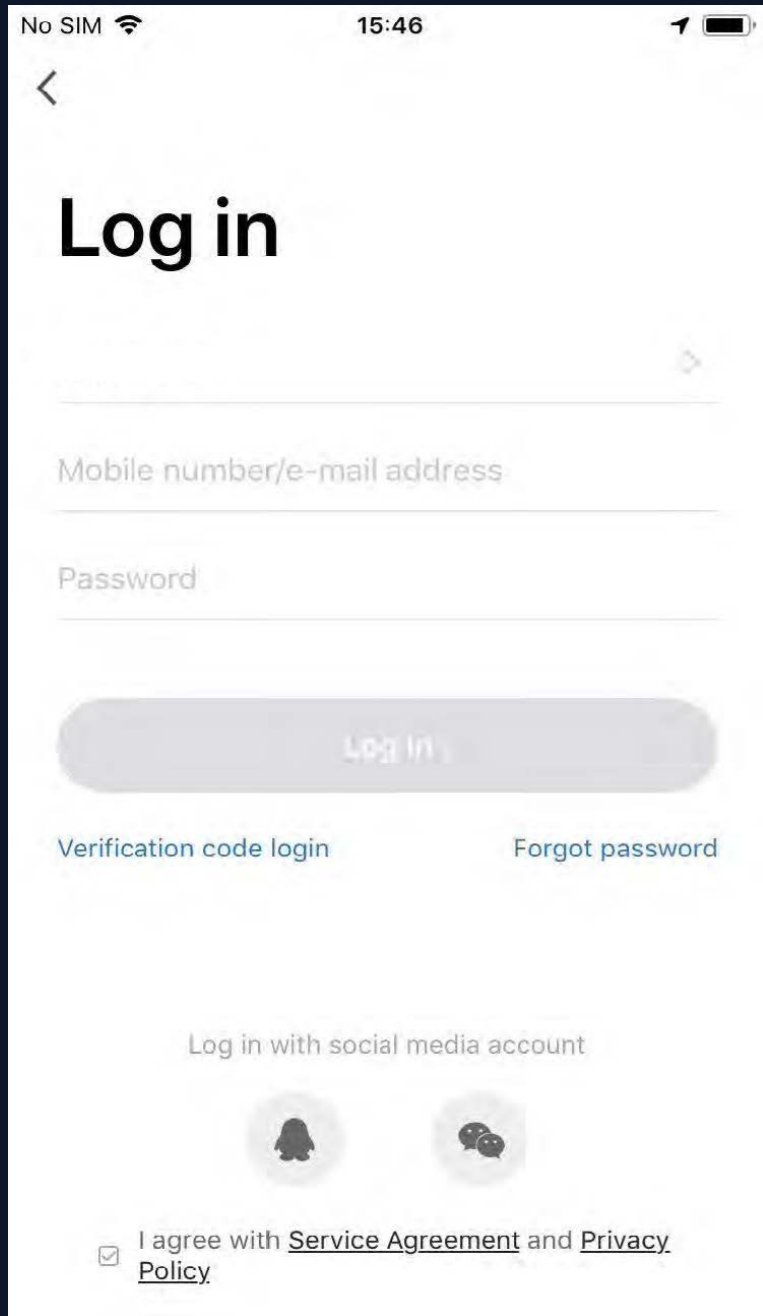 No SIM 15:46
Log in
Mobile number/e-mail address
Password
Log in
Verification code login Forgot password
Log in with social media account
I agree with Service Agreement and Privacy
Policy